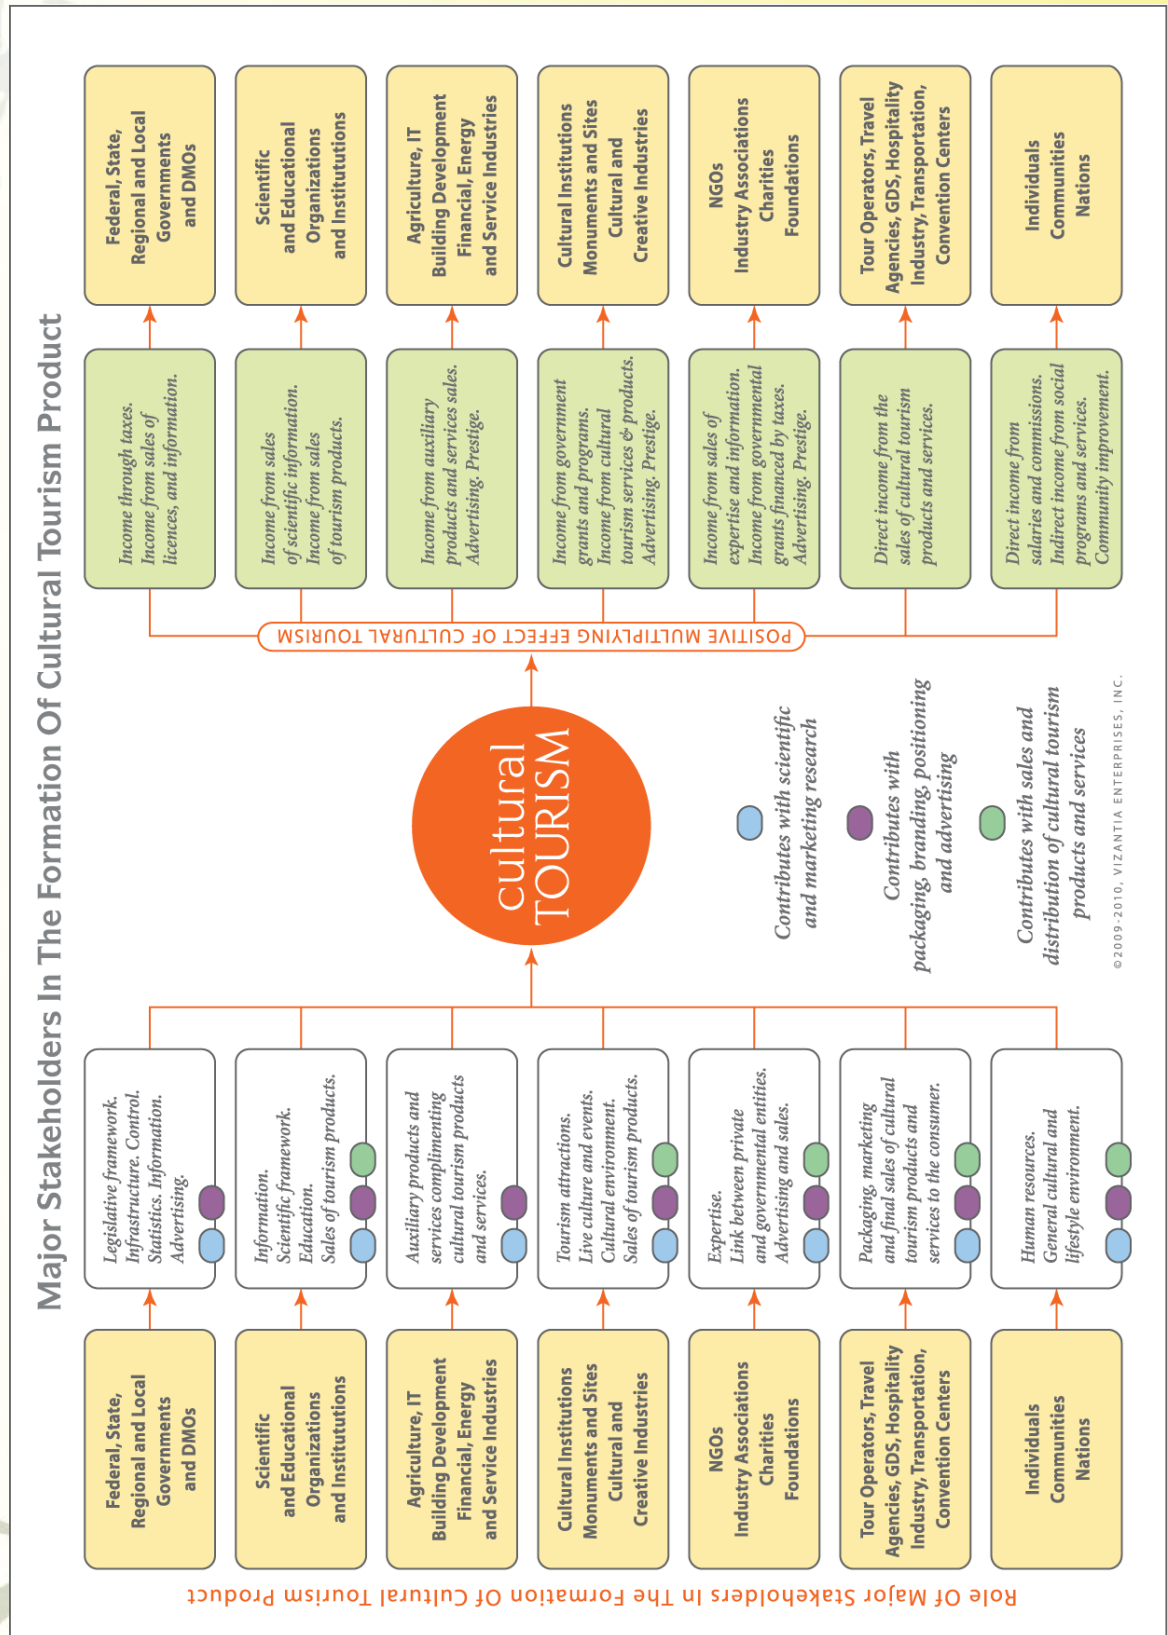 Major Stakeholders In The Formation Of Cultural Tourism Product
Role Of Major Stakeholders In The Formation Of Cultural Tourism Product
Federal, State,
Regional and Local
Governments
and DMOs
Legislative framework.
Infrastructure. Control.
Statistics. Information.
Advertising.
Scientific
and Educational
Organizations
and Institutions
Information.
Scientific framework.
Education.
Sales of tourism products.
Agriculture, IT
Building Development
Financial, Energy
and Service Industries
Auxiliary products and
services complimenting
cultural tourism products
and services.
Cultural Institutions
Monuments and Sites
Cultural and
Creative Industries
Tourism attractions.
Live culture and events.
Cultural environment.
Sales of tourism products.
NGOs
Industry Associations
Charities
Foundations
Expertise.
Link between private
and governmental entities.
Advertising and sales.
Tour Operators, Travel
Agencies, GDS, Hospitality
Industry, Transportation,
Convention Centers
Packaging, marketing
and final sales of cultural
tourism products and
services to the consumer.
Individuals
Communities
Nations
Human resources.
General cultural and
lifestyle environment.
cultural
TOURISM
Contributes with scientific
and marketing research
Contributes with
packaging, branding, positioning
and advertising
Contributes with sales and
distribution of cultural tourism
products and services
©2009-2010, VIZANTIA ENTERPRISES, INC.
POSITIVE MULTIPLYING EFFECT OF CULTURAL TOURISM
Income through taxes.
Income from sales of
licences, and information.
Federal, State,
Regional and Local
Governments
and DMOs
Income from sales
of scientific information.
Income from sales
of tourism products.
Scientific
and Educational
Organizations
and Instututions
Income from auxiliary
products and services sales.
Advertising. Prestige.
Agriculture, IT
Building Development
Financial, Energy
and Service Industries
Income from government
grants and programs.
Income from cultural
tourism services & products.
Advertising. Prestige.
Cultural Institutions
Monuments and Sites
Cultural and
Creative Industries
Income from sales of
expertise and information.
Income from governmental
grants financed by taxes.
Advertising. Prestige.
NGOs
Industry Associations
Charities
Foundations
Direct income from the
sales of cultural tourism
products and services.
Tour Operators, Travel
Agencies, GDS, Hospitality
Industry, Transportation,
Convention Centers
Direct income from
salaries and commissions.
Indirect income from social
programs and services.
Community improvement.
Individuals
Communities
Nations